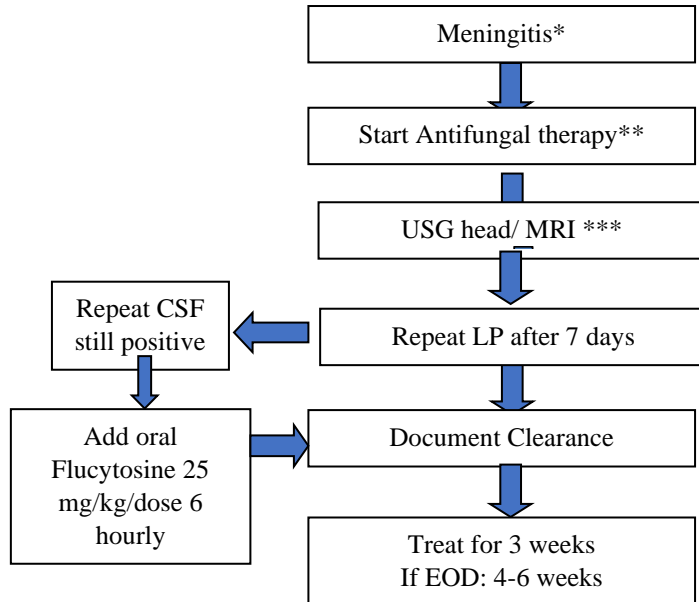 Meningitis*
Start Antifungal therapy**
USG head/ MRI ***
Repeat CSF
still positive
Repeat LP after 7 days
Add oral
Flucytosine 25
mg/kg/dose 6
hourly
Document Clearance
Treat for 3 weeks
If EOD: 4-6 weeks